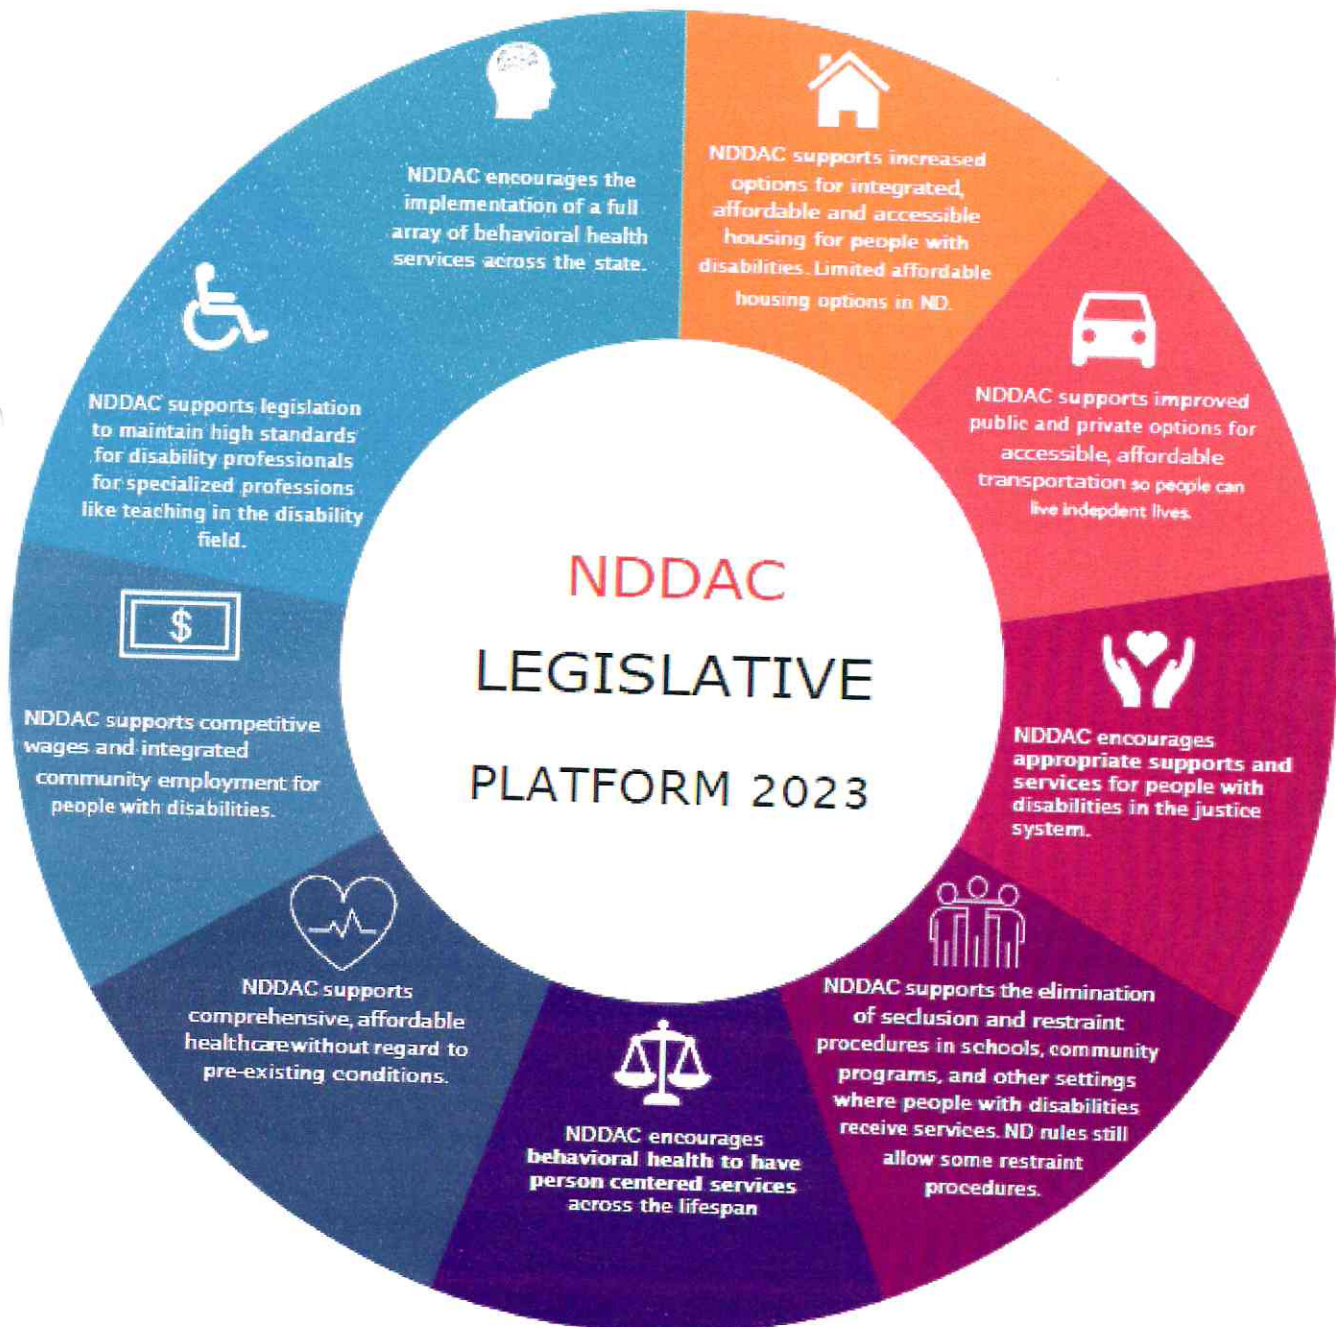 NDDAC
LEGISLATIVE
PLATFORM 2023
NDDAC supports increased
options for integrated,
affordable and accessible
housing for people with
disabilities. Limited affordable
housing options in ND.
NDDAC supports improved
public and private options for
accessible, affordable
transportation so people can
live indepdent lives.
NDDAC encourages
appropriate supports and
services for people with
disabilities in the justice
system.
NDDAC supports the elimination
of seclusion and restraint
procedures in schools, community
programs, and other settings
where people with disabilities
receive services. ND rules still
allow some restraint
procedures.
NDDAC encourages
behavioral health to have
person centered services
across the lifespan
NDDAC supports
comprehensive, affordable
healthcare without regard to
pre-existing conditions.
$
NDDAC supports competitive
wages and integrated
community employment for
people with disabilities.
NDDAC supports legislation
to maintain high standards
for disability professionals
for specialized professions
like teaching in the disability
field.
NDDAC encourages the
implementation of a full
array of behavioral health
services across the state.